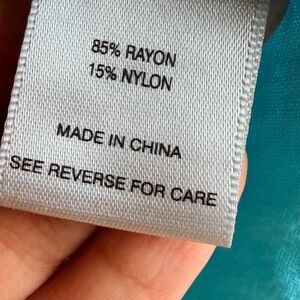 85% RAYON
15% NYLON
MADE IN CHINA
SEE REVERSE FOR CARE